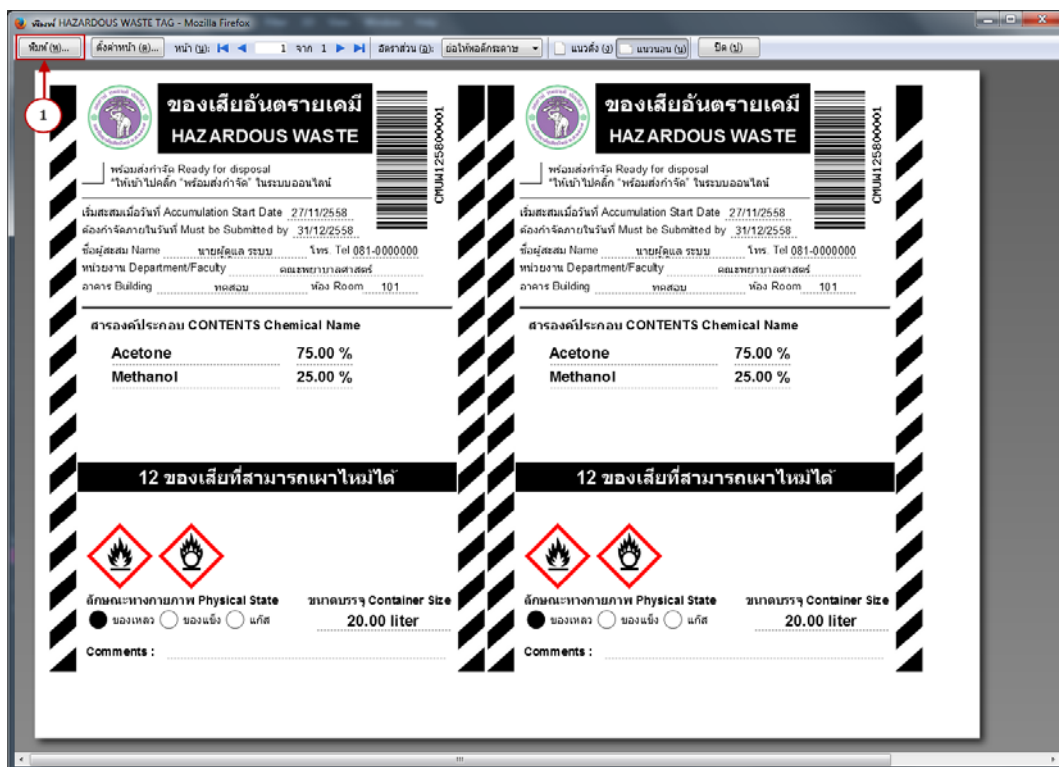 พิมพ์ HAZARDOUS WASTE TAG - Mozilla Firefox
พิมพ์ (พ)... ตั้งค่าหน้า (ต)... หน้า (น): 1 จาก 1 อัตราส่วน (อ): ย่อให้พอดีกระดาษ แนวตั้ง (ง) แนวนอน (น) ปิด (ป)
1
ของเสียอันตรายเคมี
HAZARDOUS WASTE
CMUW125800001
พร้อมส่งกำจัด Ready for disposal
*ให้เข้าไปคลิ๊ก "พร้อมส่งกำจัด" ในระบบออนไลน์
เริ่มสะสมเมื่อวันที่ Accumulation Start Date 27/11/2558
ต้องกำจัดภายในวันที่ Must be Submitted by 31/12/2558
ชื่อผู้สะสม Name นายผู้ดูแล ระบบ โทร. Tel 081-0000000
หน่วยงาน Department/Faculty คณะพยาบาลศาสตร์
อาคาร Building ทดสอบ ห้อง Room 101
สารองค์ประกอบ CONTENTS Chemical Name
Acetone 75.00 %
Methanol 25.00 %
12 ของเสียที่สามารถเผาไหม้ได้
ลักษณะทางกายภาพ Physical State ขนาดบรรจุ Container Size
ของเหลว ของแข็ง แก๊ส 20.00 liter
Comments :
ของเสียอันตรายเคมี
HAZARDOUS WASTE
CMUW125800001
พร้อมส่งกำจัด Ready for disposal
*ให้เข้าไปคลิ๊ก "พร้อมส่งกำจัด" ในระบบออนไลน์
เริ่มสะสมเมื่อวันที่ Accumulation Start Date 27/11/2558
ต้องกำจัดภายในวันที่ Must be Submitted by 31/12/2558
ชื่อผู้สะสม Name นายผู้ดูแล ระบบ โทร. Tel 081-0000000
หน่วยงาน Department/Faculty คณะพยาบาลศาสตร์
อาคาร Building ทดสอบ ห้อง Room 101
สารองค์ประกอบ CONTENTS Chemical Name
Acetone 75.00 %
Methanol 25.00 %
12 ของเสียที่สามารถเผาไหม้ได้
ลักษณะทางกายภาพ Physical State ขนาดบรรจุ Container Size
ของเหลว ของแข็ง แก๊ส 20.00 liter
Comments :